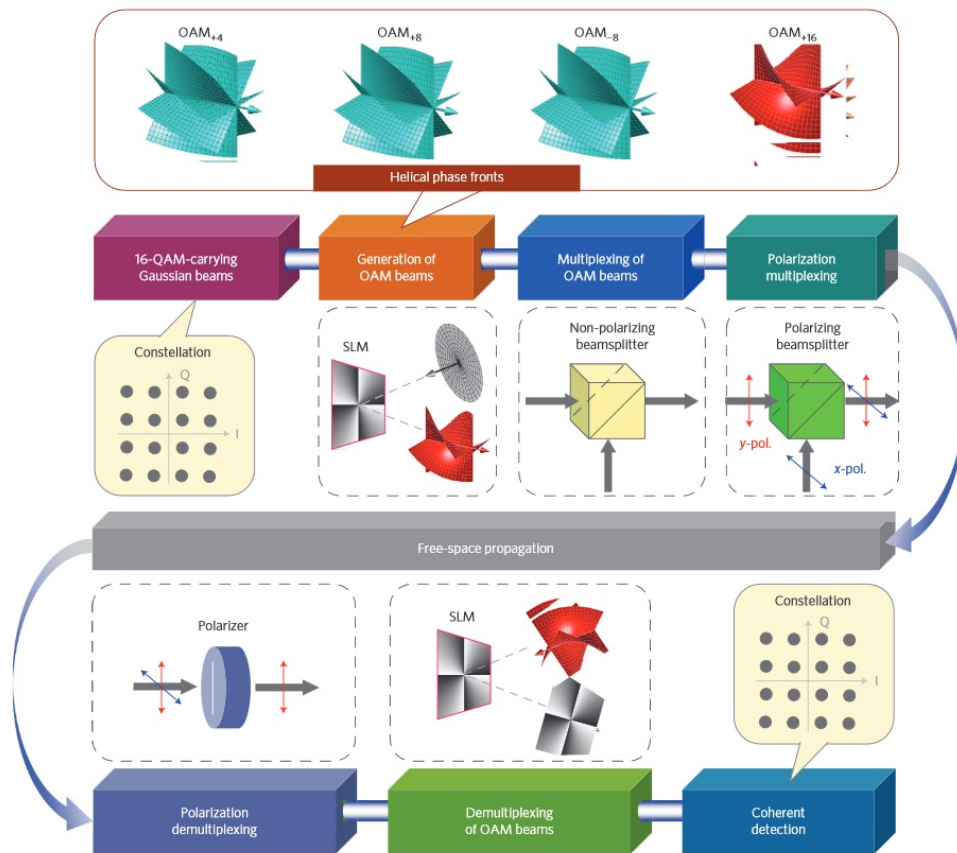 OAM+4
OAM+8
OAM−8
OAM+16
Helical phase fronts
16-QAM-carrying
Gaussian beams
Generation of
OAM beams
Multiplexing of
OAM beams
Polarization
multiplexing
Constellation
Q
I
SLM
Non-polarizing
beamsplitter
Polarizing
beamsplitter
y-pol.
x-pol.
Free-space propagation
Polarizer
SLM
Constellation
Q
I
Polarization
demultiplexing
Demultiplexing
of OAM beams
Coherent
detection